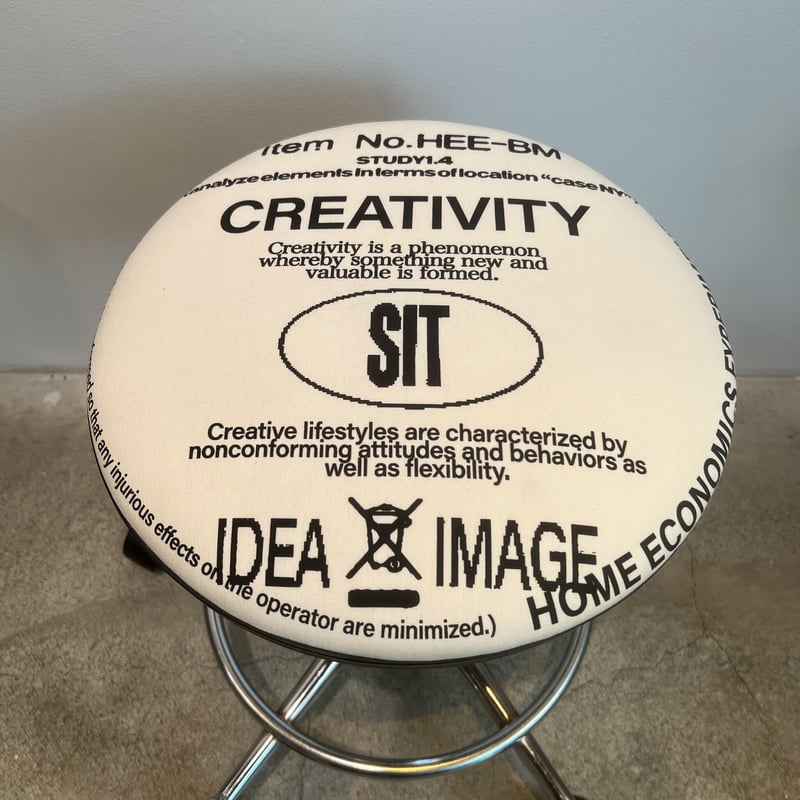 Item No.HEE-BM
STUDY1.4
analyze elements In terms of location “case NY”
CREATIVITY
Creativity is a phenomenon
whereby something new and
valuable is formed.
SIT
Creative lifestyles are characterized by
nonconforming attitudes and behaviors as
well as flexibility.
IDEA IMAGE
so that any injurious effects on the operator are minimized.)
HOME ECONOMICS